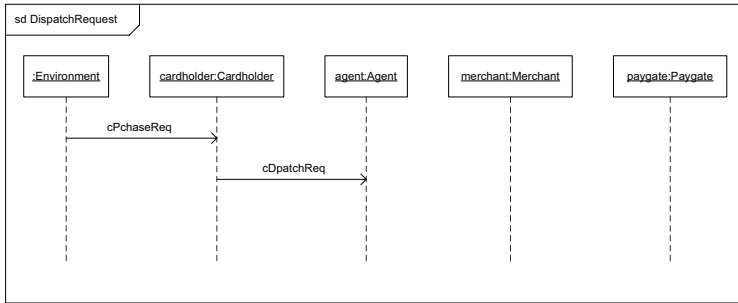 sd DispatchRequest
:Environment
cardholder:Cardholder
agent:Agent
merchant:Merchant
paygate:Paygate
cPchaseReq
cDpatchReq